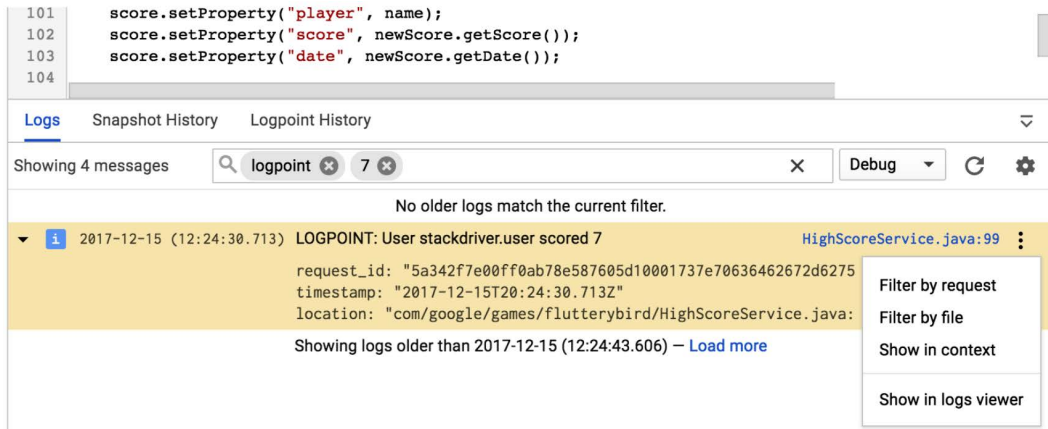 101 score.setProperty("player", name);
102 score.setProperty("score", newScore.getScore());
103 score.setProperty("date", newScore.getDate());
104
Logs Snapshot History Logpoint History
Showing 4 messages logpoint 7 Debug
No older logs match the current filter.
i 2017-12-15 (12:24:30.713) LOGPOINT: User stackdriver.user scored 7 HighScoreService.java:99
request_id: "5a342f7e00ff0ab78e587605d10001737e70636462672d6275
timestamp: "2017-12-15T20:24:30.713Z"
location: "com/google/games/flutterybird/HighScoreService.java:
Showing logs older than 2017-12-15 (12:24:43.606) — Load more
Filter by request
Filter by file
Show in context
Show in logs viewer